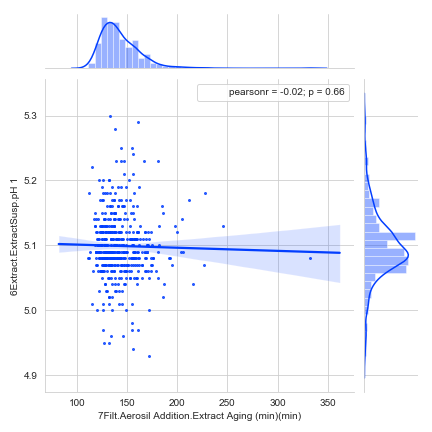 pearsonr = -0.02; p = 0.66
6Extract.ExtractSusp.pH 1
5.3
5.2
5.1
5.0
4.9
100 150 200 250 300 350
7Filt.Aerosil Addition.Extract Aging (min)(min)